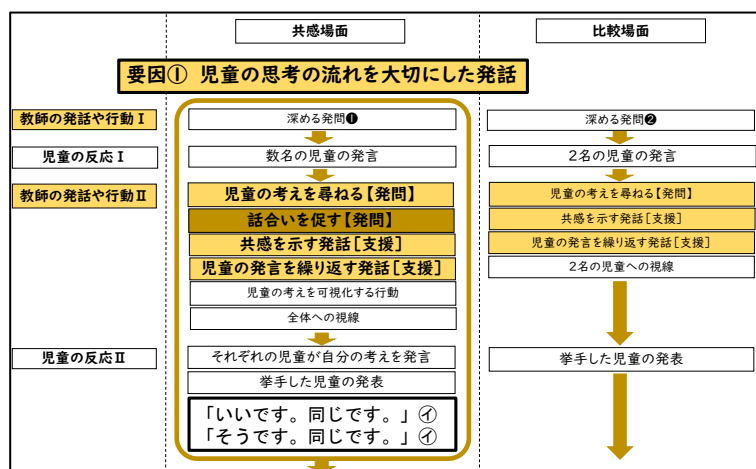 共感場面
比較場面
要因① 児童の思考の流れを大切にした発話
教師の発話や行動Ⅰ
深める発問❶
深める発問❷
児童の反応Ⅰ
数名の児童の発言
2名の児童の発言
教師の発話や行動Ⅱ
児童の考えを尋ねる【発問】
話合いを促す【発問】
共感を示す発話[支援]
児童の発言を繰り返す発話[支援]
児童の考えを可視化する行動
全体への視線
児童の考えを尋ねる【発問】
共感を示す発話[支援]
児童の発言を繰り返す発話[支援]
2名の児童への視線
児童の反応Ⅱ
それぞれの児童が自分の考えを発言
挙手した児童の発表
挙手した児童の発表
「いいです。同じです。」㋑
「そうです。同じです。」㋑